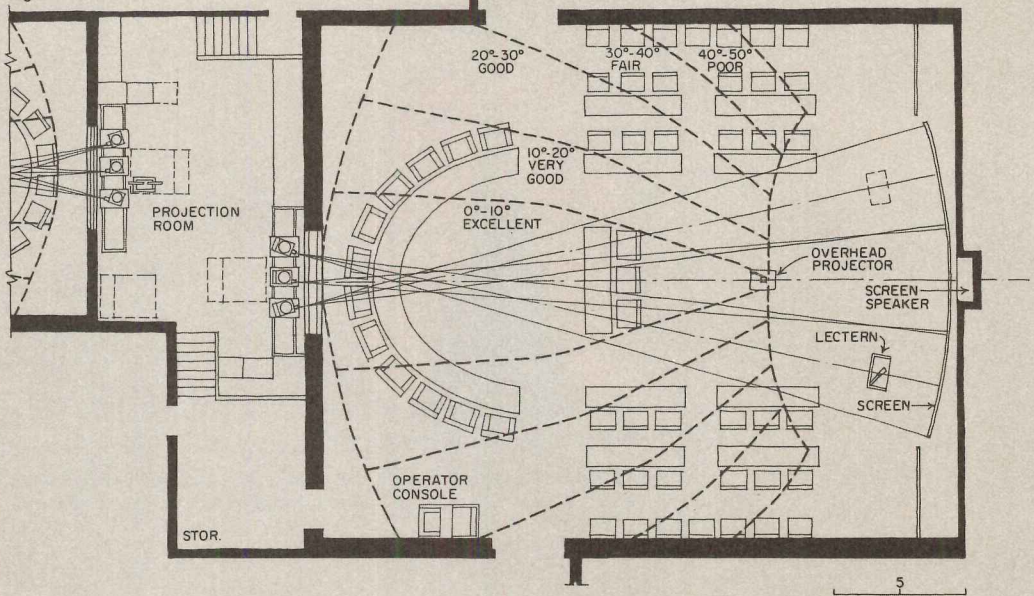 20°-30°
GOOD
30°-40°
FAIR
40°-50°
POOR
10°-20°
VERY
GOOD
0°-10°
EXCELLENT
PROJECTION
ROOM
OVERHEAD
PROJECTOR
SCREEN
SPEAKER
LECTERN
SCREEN
OPERATOR
CONSOLE
STOR.
5